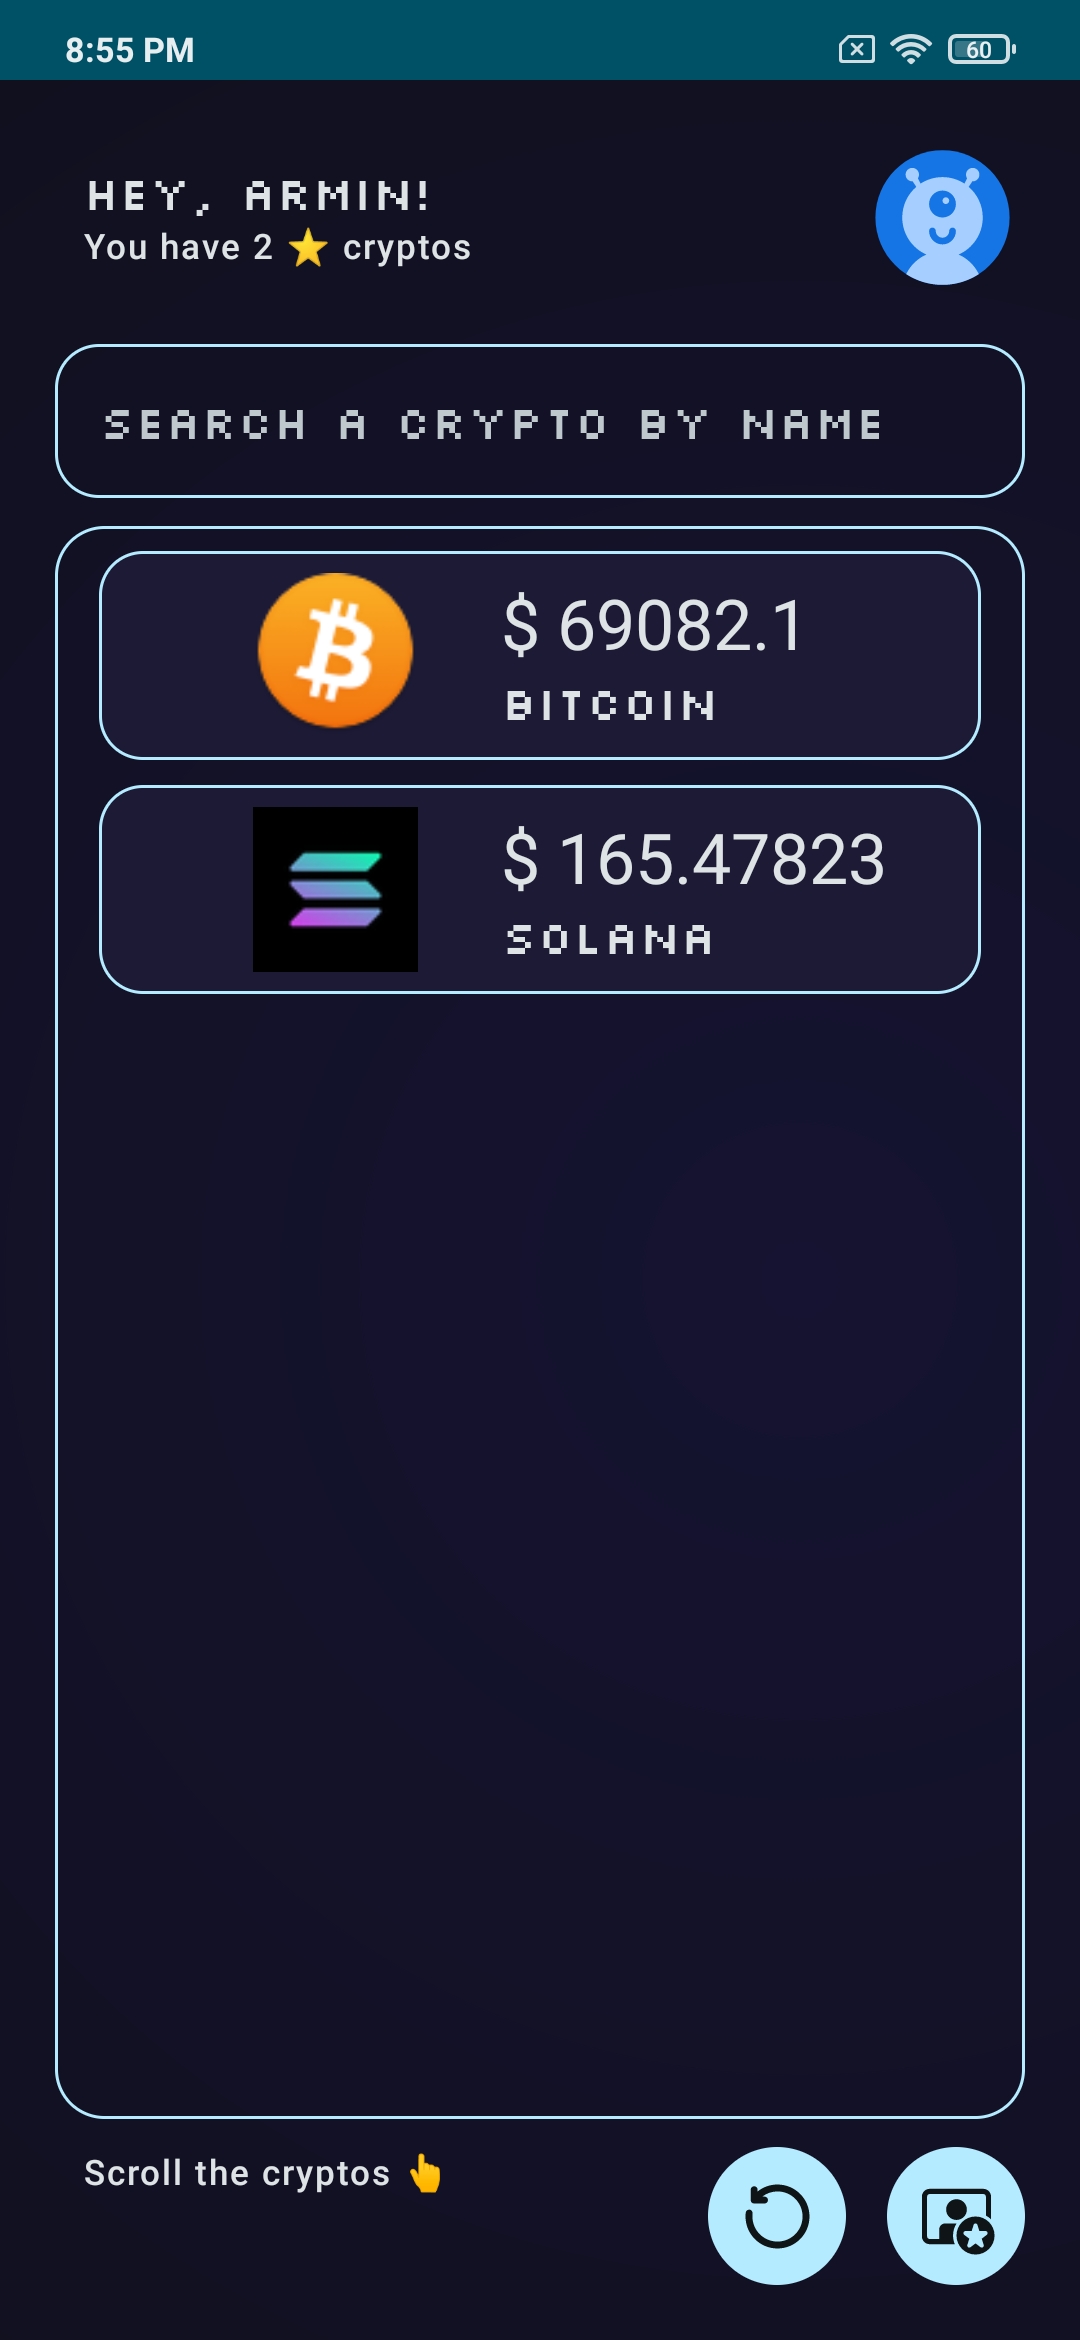 8:55 PM
60
HEY, ARMIN!
You have 2 ⭐ cryptos
SEARCH A CRYPTO BY NAME
$ 69082.1
BITCOIN
$ 165.47823
SOLANA
Scroll the cryptos 👆